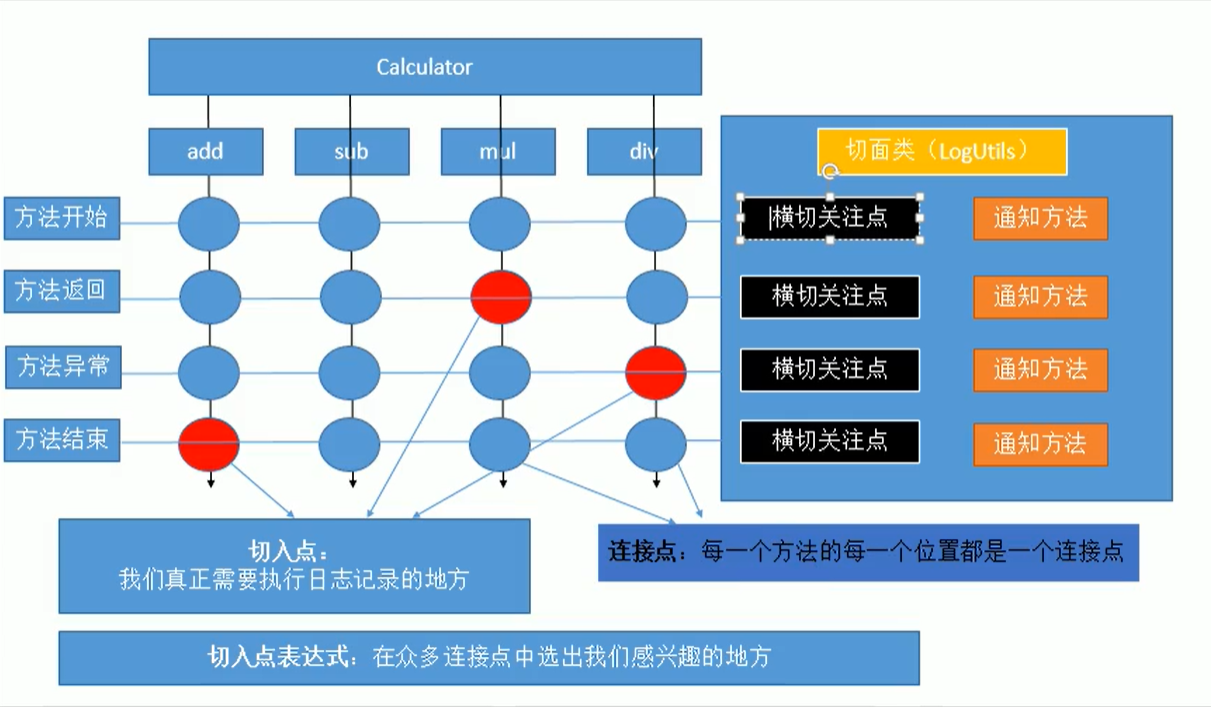 Calculator
add
sub
mul
div
切面类（LogUtils）
方法开始
横切关注点
通知方法
方法返回
横切关注点
通知方法
方法异常
横切关注点
通知方法
方法结束
横切关注点
通知方法
切入点：
我们真正需要执行日志记录的地方
连接点：每一个方法的每一个位置都是一个连接点
切入点表达式：在众多连接点中选出我们感兴趣的地方